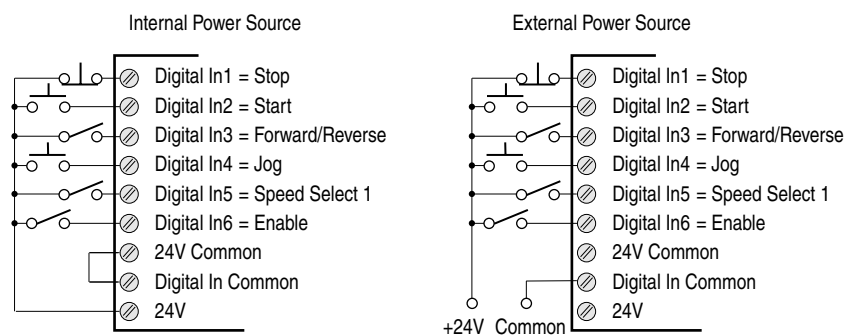 Internal Power Source
Digital In1 = Stop
Digital In2 = Start
Digital In3 = Forward/Reverse
Digital In4 = Jog
Digital In5 = Speed Select 1
Digital In6 = Enable
24V Common
Digital In Common
24V
External Power Source
Digital In1 = Stop
Digital In2 = Start
Digital In3 = Forward/Reverse
Digital In4 = Jog
Digital In5 = Speed Select 1
Digital In6 = Enable
24V Common
Digital In Common
24V
+24V Common